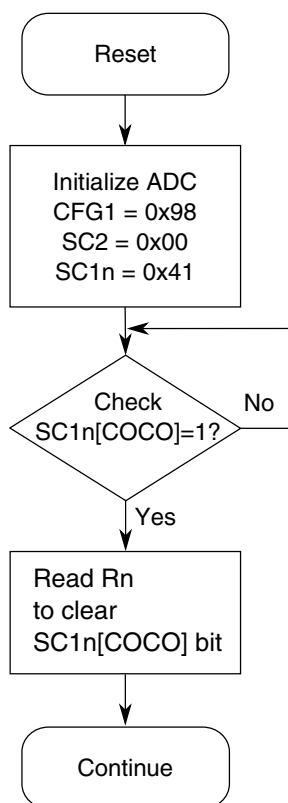 Reset
Initialize ADC
CFG1 = 0x98
SC2 = 0x00
SC1n = 0x41
Check
SC1n[COCO]=1?
No
Yes
Read Rn
to clear
SC1n[COCO] bit
Continue